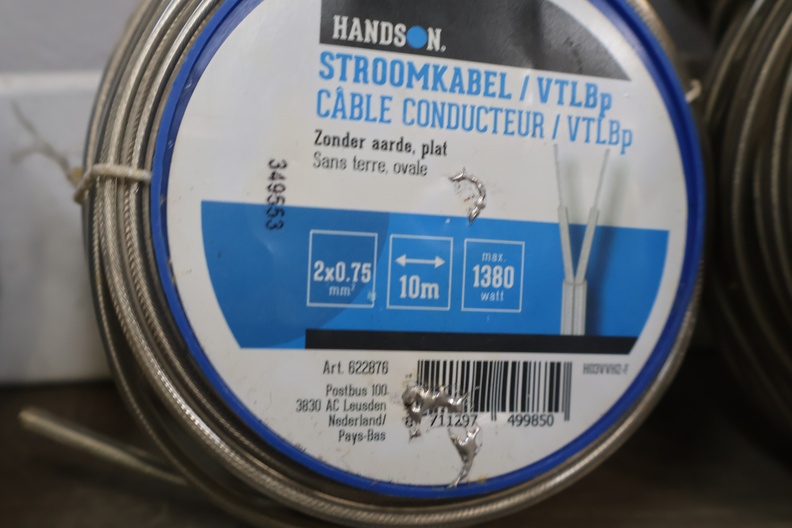 HANDSON.
STROOMKABEL / VTLBp
CÂBLE CONDUCTEUR / VTLBp
Zonder aarde, plat
Sans terre, ovale
349553
2x0.75
mm²
10m
max.
1380
watt
Art. 622876
H03VVH2-F
Postbus 100.
3830 AC Leusden
Nederland/
Pays-Bas
8 711297 499850